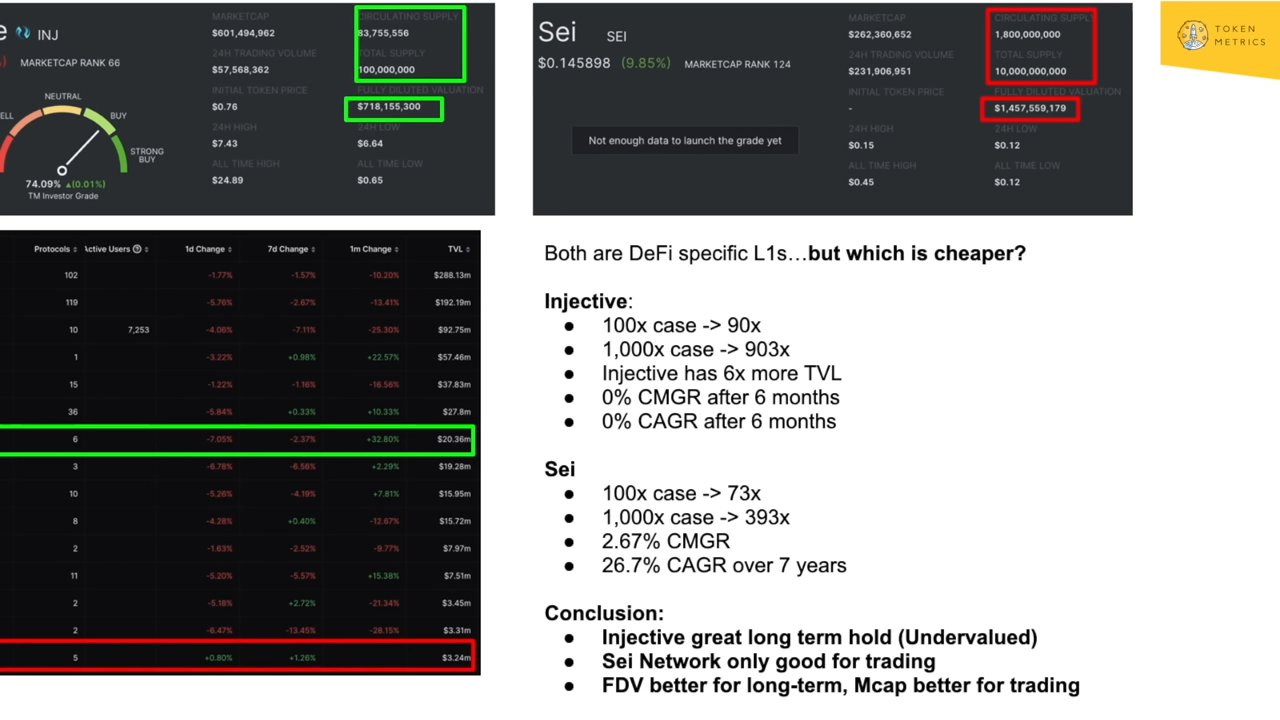 e INJ
MARKETCAP RANK 66
NEUTRAL
ELL
BUY
STRONG
BUY
74.09% ▲(0.01%)
TM Investor Grade
MARKETCAP
$601,494,962
24H TRADING VOLUME
$57,568,362
INITIAL TOKEN PRICE
$0.76
24H HIGH
$7.43
ALL TIME HIGH
$24.89
CIRCULATING SUPPLY
83,755,556
TOTAL SUPPLY
100,000,000
FULLY DILUTED VALUATION
$718,155,300
24H LOW
$6.64
ALL TIME LOW
$0.65
Sei SEI
$0.145898 (9.85%) MARKETCAP RANK 124
Not enough data to launch the grade yet
MARKETCAP
$262,360,652
24H TRADING VOLUME
$231,906,951
INITIAL TOKEN PRICE
-
24H HIGH
$0.15
ALL TIME HIGH
$0.45
CIRCULATING SUPPLY
1,800,000,000
TOTAL SUPPLY
10,000,000,000
FULLY DILUTED VALUATION
$1,457,559,179
24H LOW
$0.12
ALL TIME LOW
$0.12
TOKEN
METRICS
Protocols Active Users 1d Change 7d Change 1m Change TVL
102 -1.77% -1.57% -10.20% $288.13m
119 -5.76% -2.67% -13.41% $192.19m
10 7,253 -4.06% -7.11% -25.30% $92.75m
1 -3.22% +0.98% +22.57% $57.46m
15 -1.22% -1.16% -16.56% $37.83m
36 -5.84% +0.33% +10.33% $27.8m
6 -7.05% -2.37% +32.80% $20.36m
3 -6.78% -6.56% +2.29% $19.28m
10 -5.26% -4.19% +7.81% $15.95m
8 -4.28% +0.40% -12.67% $15.72m
2 -1.63% -2.52% -9.77% $7.97m
11 -5.20% -5.57% +15.38% $7.51m
2 -5.18% +2.72% -21.34% $3.45m
2 -6.47% -13.45% -28.15% $3.31m
5 +0.80% +1.26% $3.24m
Both are DeFi specific L1s…but which is cheaper?
Injective:
● 100x case -> 90x
● 1,000x case -> 903x
● Injective has 6x more TVL
● 0% CMGR after 6 months
● 0% CAGR after 6 months
Sei
● 100x case -> 73x
● 1,000x case -> 393x
● 2.67% CMGR
● 26.7% CAGR over 7 years
Conclusion:
● Injective great long term hold (Undervalued)
● Sei Network only good for trading
● FDV better for long-term, Mcap better for trading